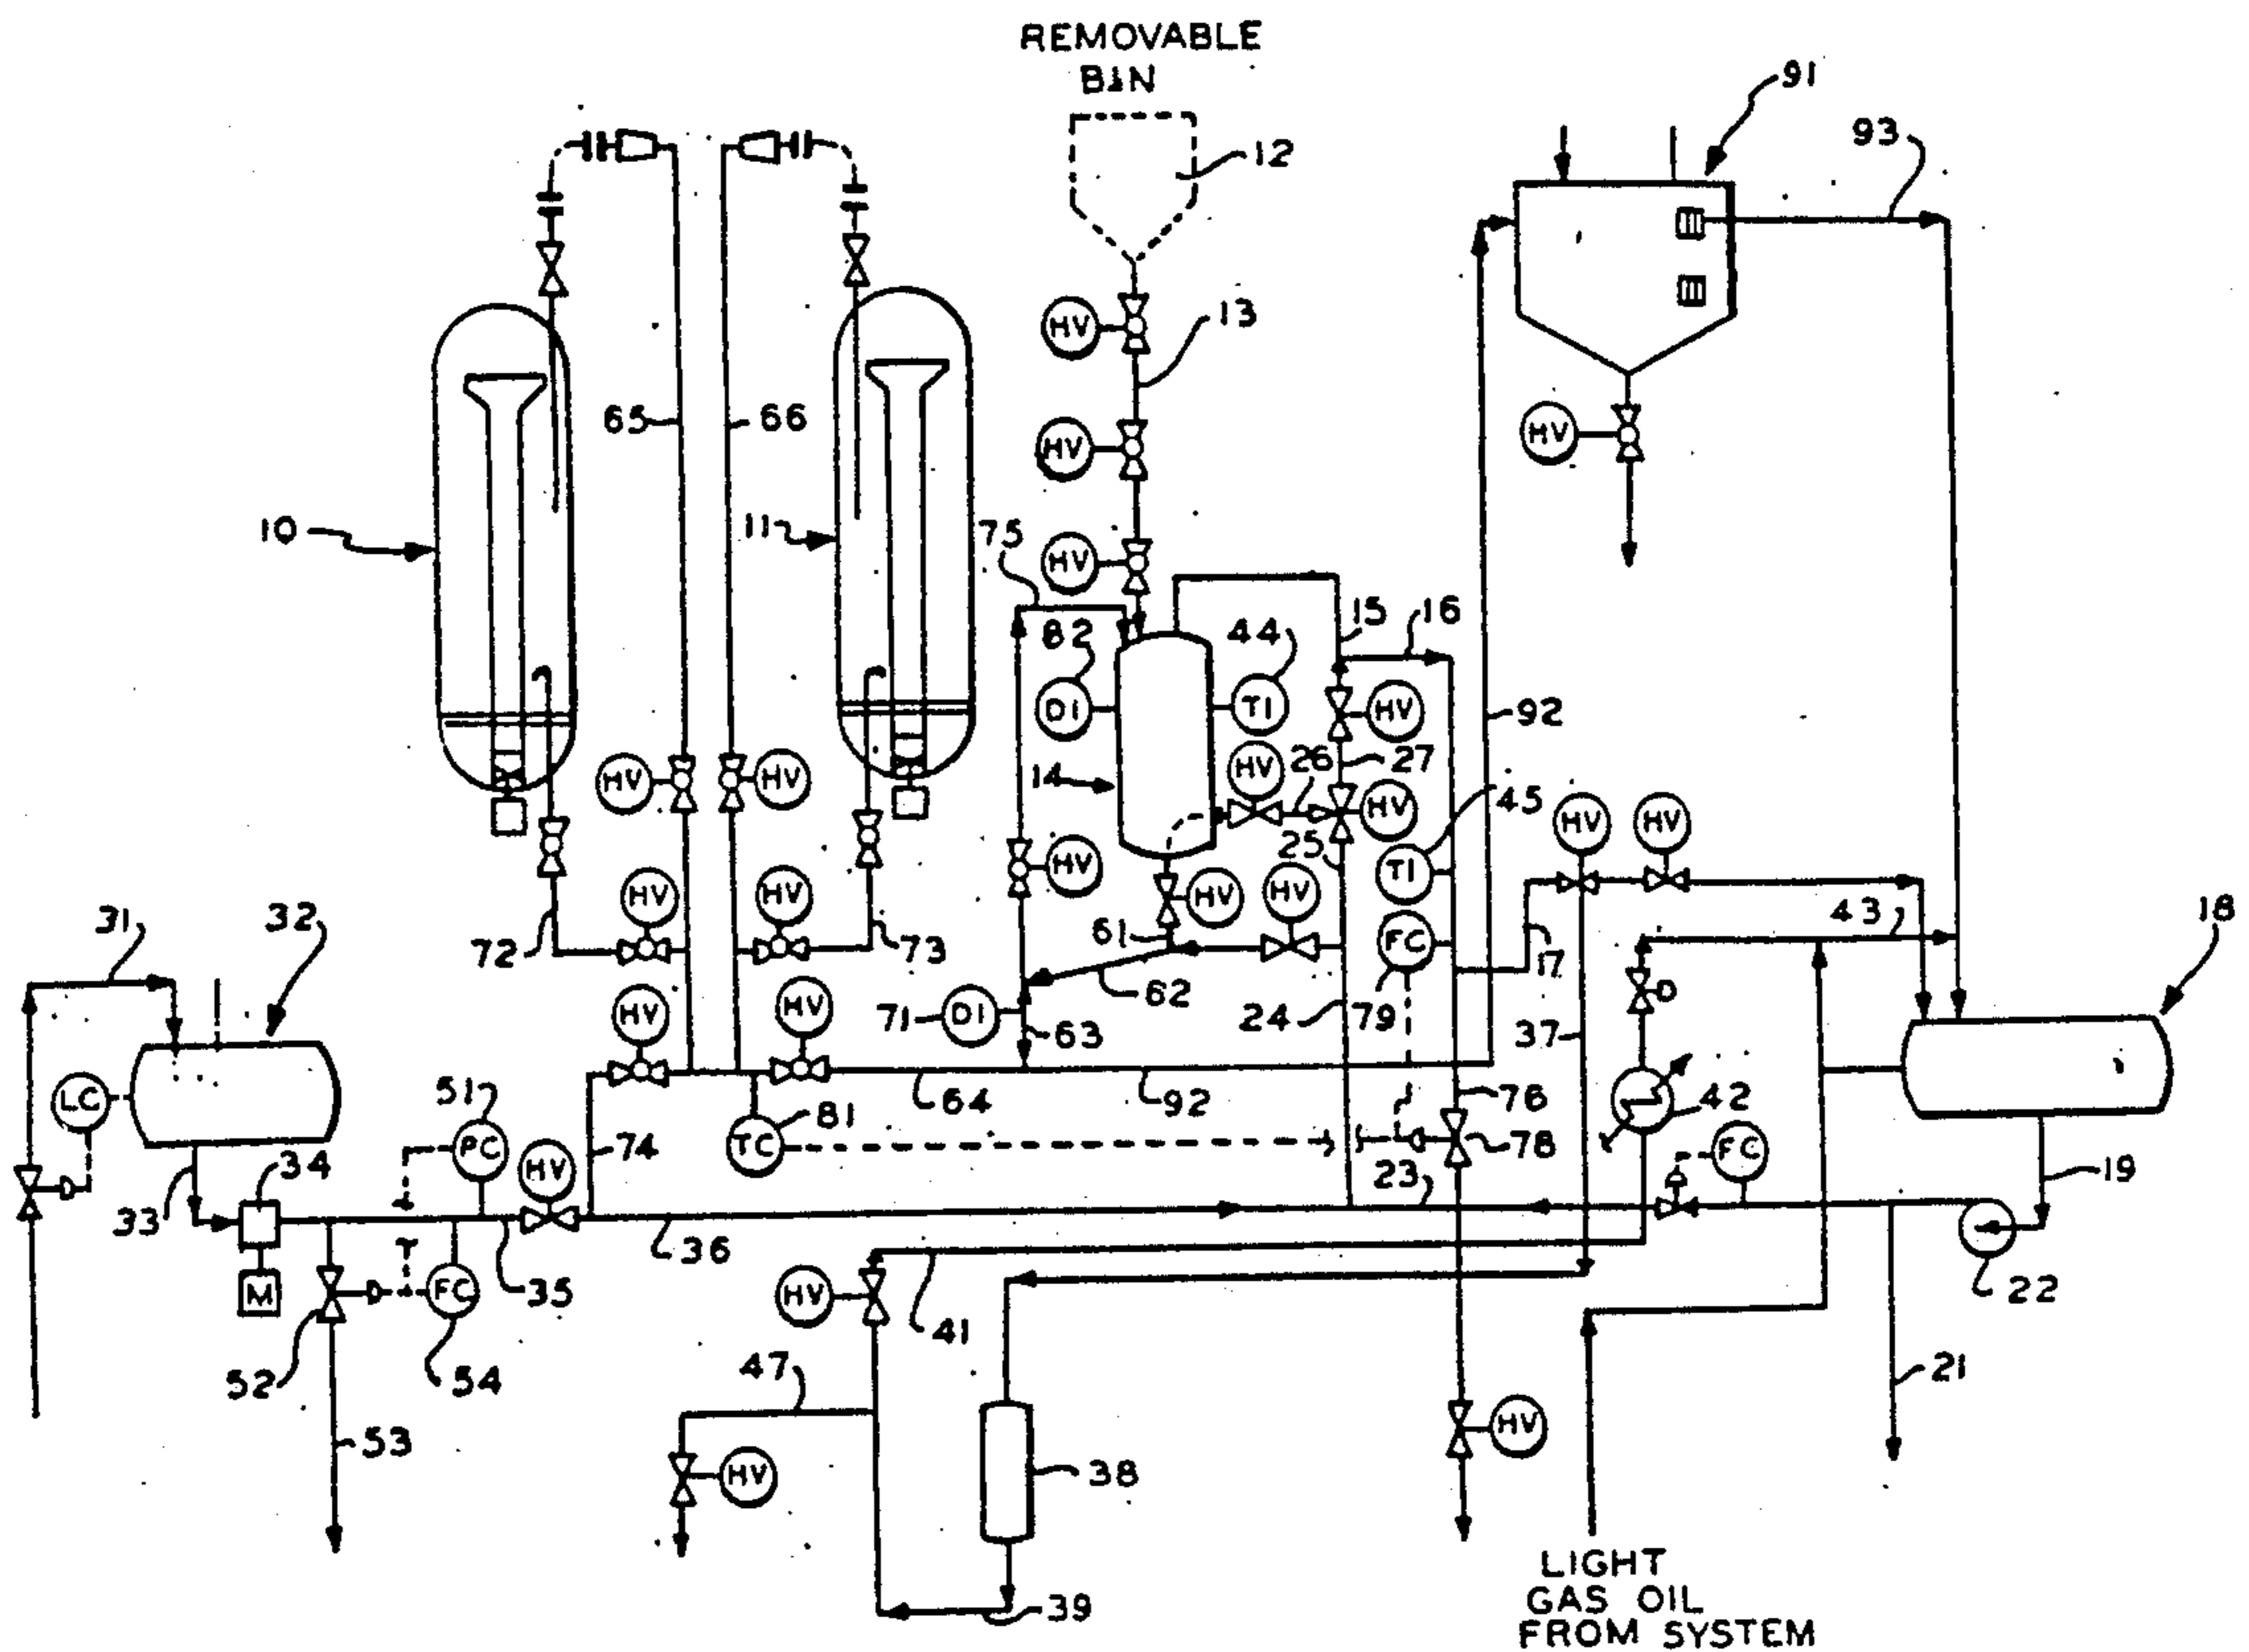 REMOVABLE
BIN
91
93
12
13
HV
HV
HV
HV
65
66
10
11
75
15
16
82
44
DI
TI
HV
92
HV
HV
26
27
HV
14
HV
45
HV
HV
25
TI
HV
HV
HV
HV
HV
HV
31
32
72
73
61
FC
43
18
17
HV
HV
62
71
DI
63
24
79
37
LC
51
64
92
76
42
81
PC
HV
74
TC
78
FC
34
23
19
33
M
36
35
FC
HV
22
52
54
41
47
21
53
HV
38
HV
39
LIGHT
GAS OIL
FROM SYSTEM